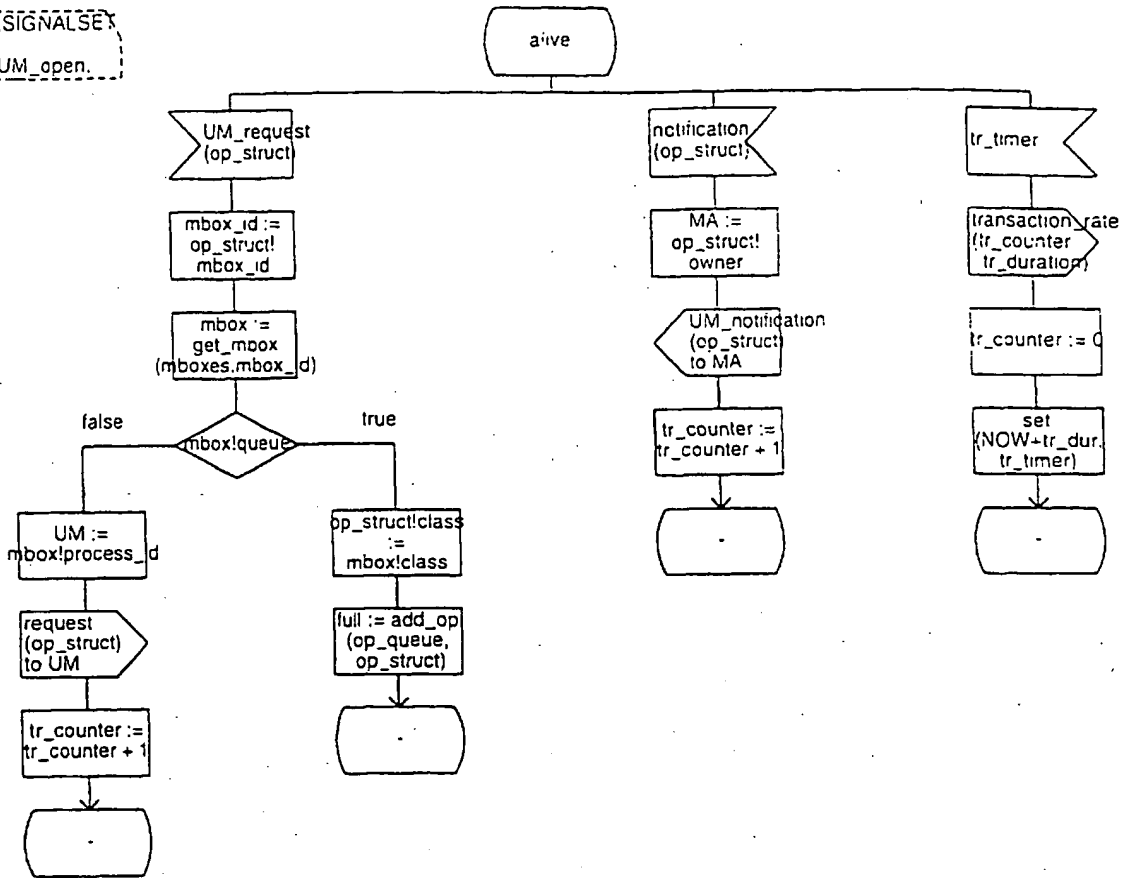 SIGNALSET
UM_open.
alive
UM_request
(op_struct)
mbox_id :=
op_struct!
mbox_id
mbox :=
get_mbox
(mboxes,mbox_id)
false
true
mbox!queue
UM :=
mbox!process_id
request
(op_struct)
to UM
tr_counter :=
tr_counter + 1
-
op_struct!class
:=
mbox!class
full := add_op
(op_queue,
op_struct)
-
notification
(op_struct)
MA :=
op_struct!
owner
UM_notification
(op_struct)
to MA
tr_counter :=
tr_counter + 1
-
tr_timer
transaction_rate
(tr_counter
tr_duration)
tr_counter := 0
set
(NOW+tr_dur,
tr_timer)
-